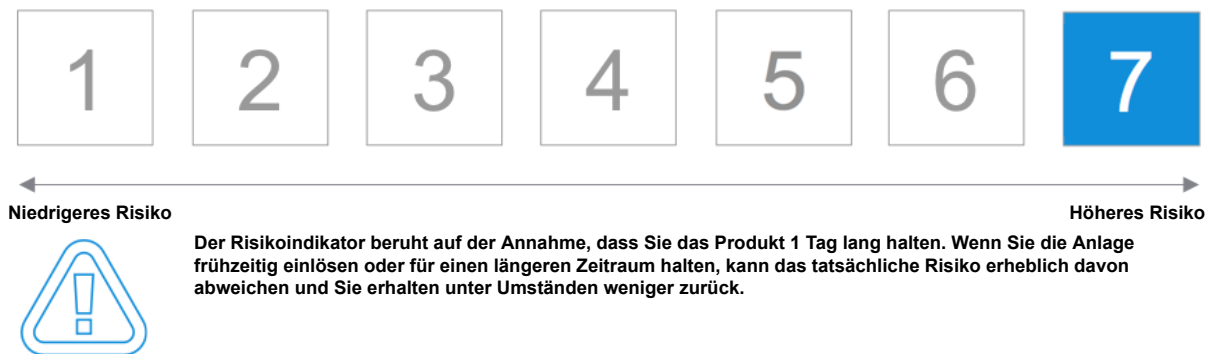 1 2 3 4 5 6 7
Niedrigeres Risiko Höheres Risiko
Der Risikoindikator beruht auf der Annahme, dass Sie das Produkt 1 Tag lang halten. Wenn Sie die Anlage
frühzeitig einlösen oder für einen längeren Zeitraum halten, kann das tatsächliche Risiko erheblich davon
abweichen und Sie erhalten unter Umständen weniger zurück.